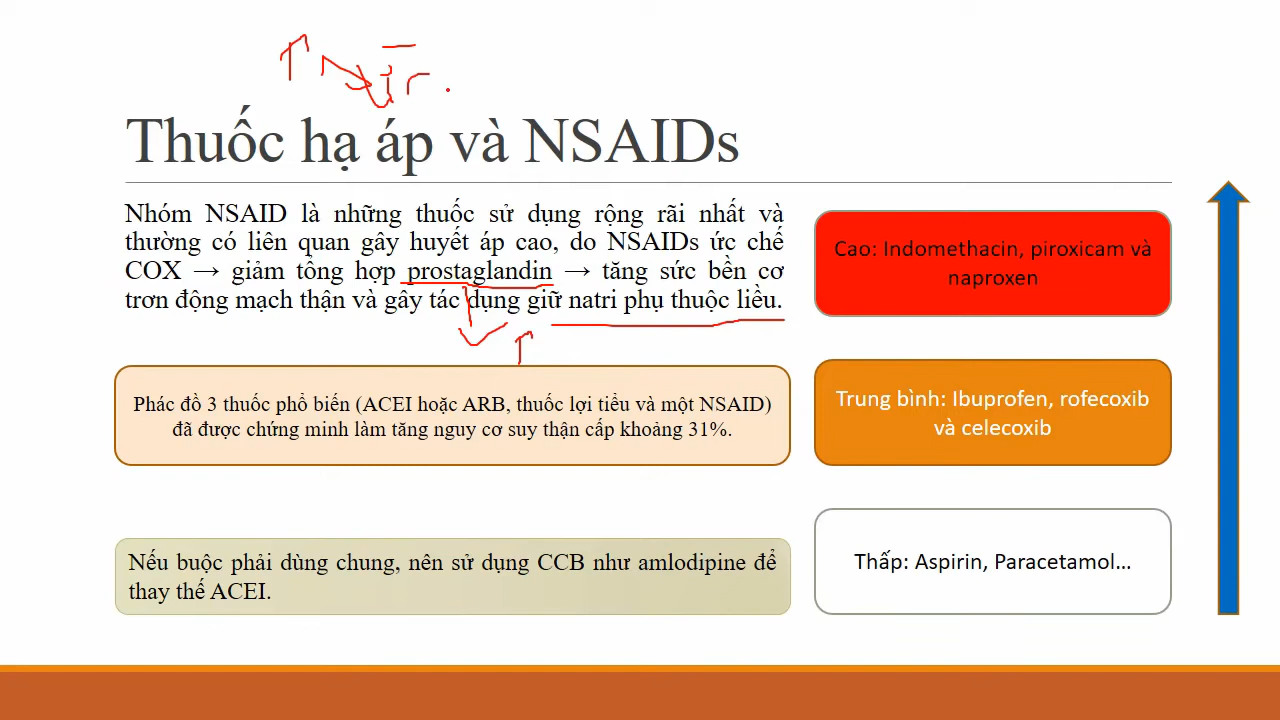 Thuốc hạ áp và NSAIDs
Nhóm NSAID là những thuốc sử dụng rộng rãi nhất và
thường có liên quan gây huyết áp cao, do NSAIDs ức chế
COX → giảm tổng hợp prostaglandin → tăng sức bền cơ
trơn động mạch thận và gây tác dụng giữ natri phụ thuộc liều.
Phác đồ 3 thuốc phổ biến (ACEI hoặc ARB, thuốc lợi tiểu và một NSAID)
đã được chứng minh làm tăng nguy cơ suy thận cấp khoảng 31%.
Nếu buộc phải dùng chung, nên sử dụng CCB như amlodipine để
thay thế ACEI.
Cao: Indomethacin, piroxicam và
naproxen
Trung bình: Ibuprofen, rofecoxib
và celecoxib
Thấp: Aspirin, Paracetamol...